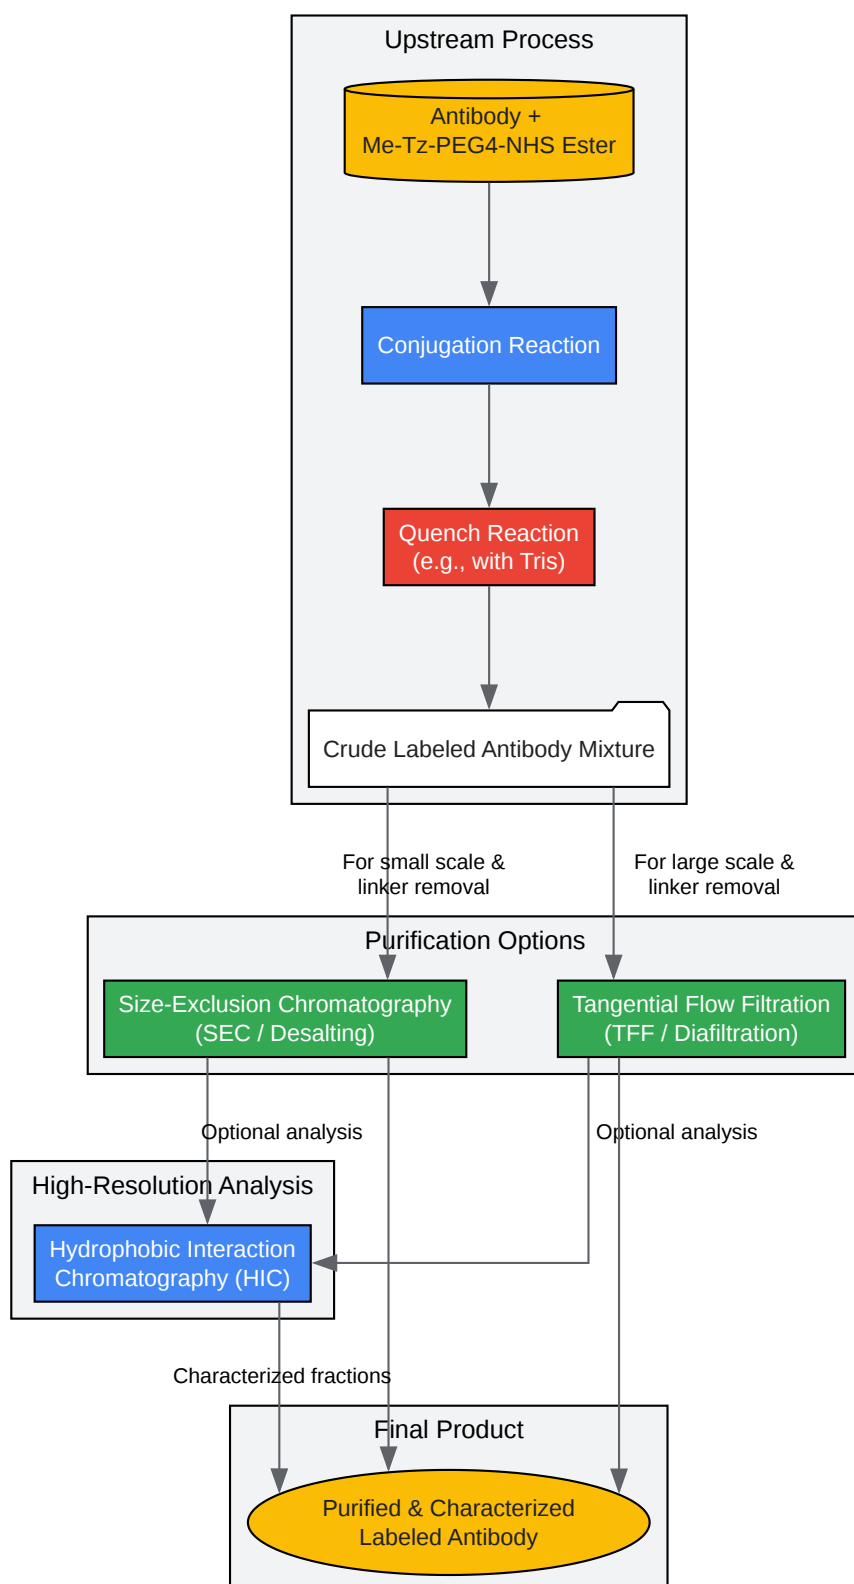 Upstream Process
Antibody +
Me-Tz-PEG4-NHS Ester
Conjugation Reaction
Quench Reaction
(e.g., with Tris)
Crude Labeled Antibody Mixture
For small scale &
linker removal
For large scale &
linker removal
Purification Options
Size-Exclusion Chromatography
(SEC / Desalting)
Tangential Flow Filtration
(TFF / Diafiltration)
Optional analysis
Optional analysis
High-Resolution Analysis
Hydrophobic Interaction
Chromatography (HIC)
Characterized fractions
Final Product
Purified & Characterized
Labeled Antibody